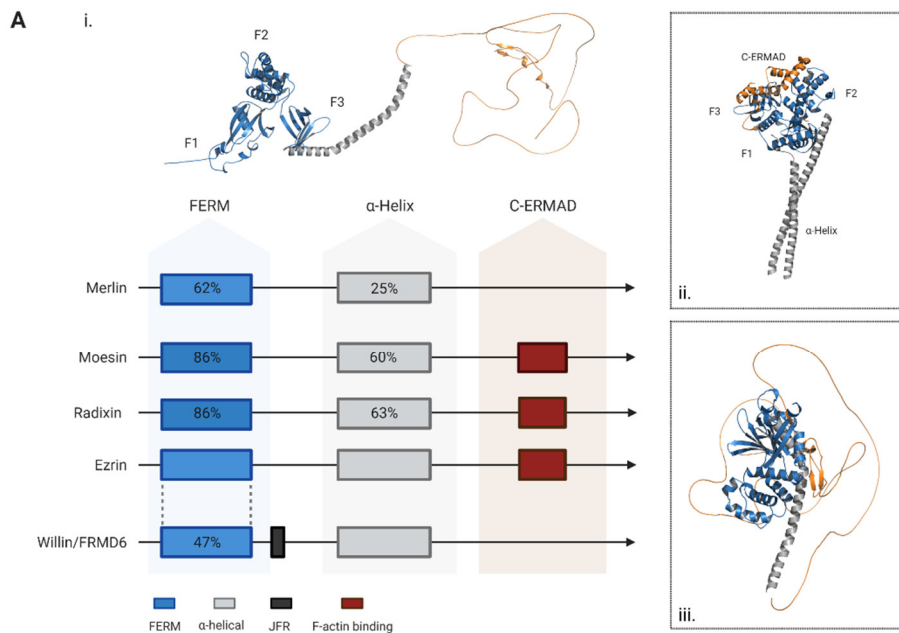 A
i.
F2
F3
F1
FERM
α-Helix
C-ERMAD
Merlin
62%
25%
Moesin
86%
60%
Radixin
86%
63%
Ezrin
Willin/FRMD6
47%
FERM
α-helical
JFR
F-actin binding
C-ERMAD
F2
F3
F1
α-Helix
ii.
iii.